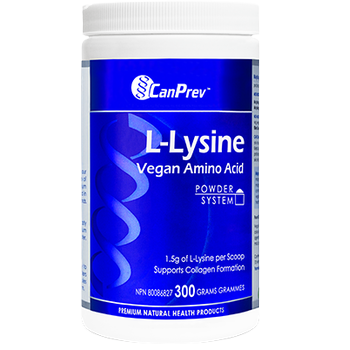 CanPrev™
L-Lysine
Vegan Amino Acid
POWDER
SYSTEM
1.5g of L-Lysine per Scoop
Supports Collagen Formation
NPN 80086827 300 GRAMS GRAMMES
PREMIUM NATURAL HEALTH PRODUCTS